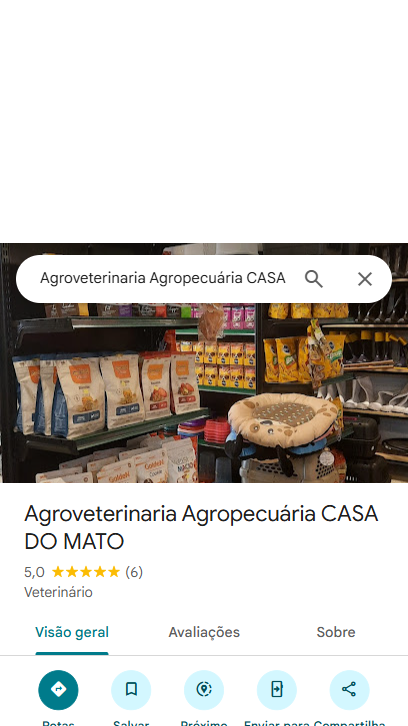 Agroveterinaria Agropecuária CASA
Agroveterinaria Agropecuária CASA
DO MATO
5,0 ★★★★★ (6)
Veterinário
Visão geral Avaliações Sobre
Rotas Salvar Próximo Enviar para Compartilha